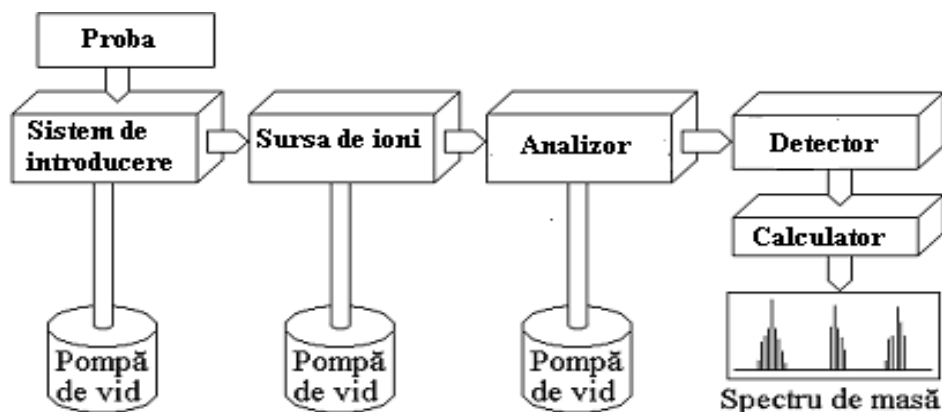 Proba
Sistem de
introducere
Sursa de ioni
Analizor
Detector
Calculator
Pompă
de vid
Pompă
de vid
Pompă
de vid
Spectru de masă